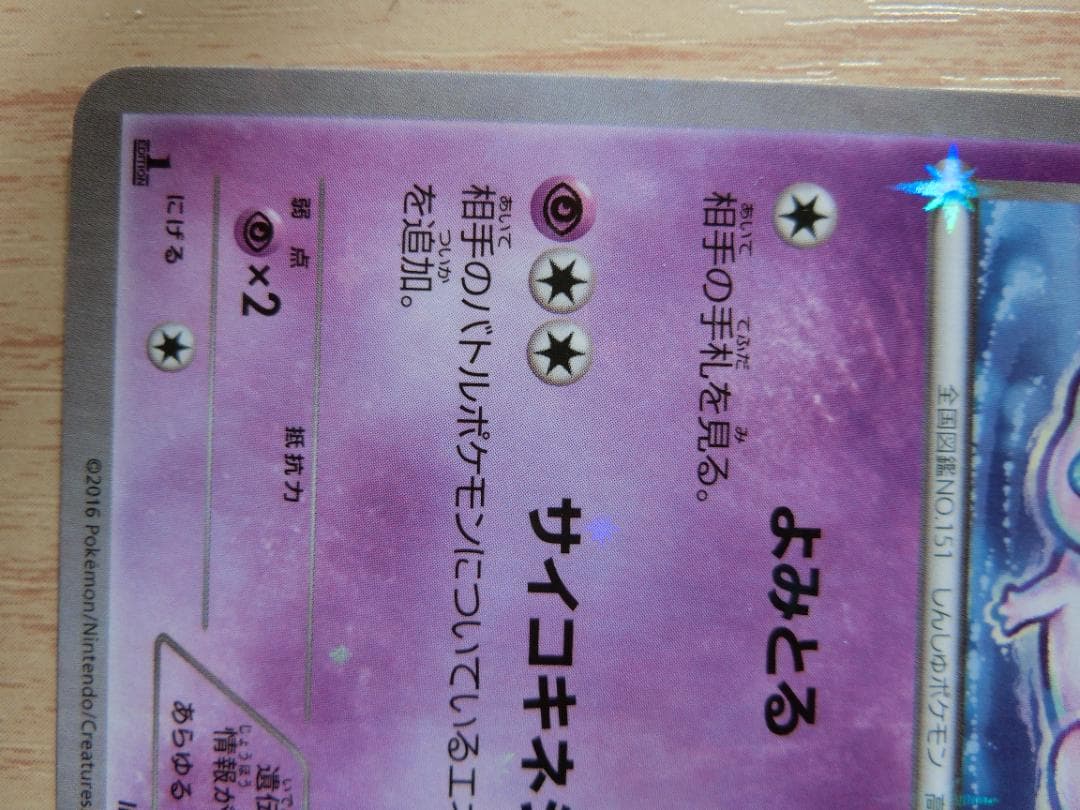 全国図鑑NO.151 しんしゅポケモン
よみとる
相手の手札を見る。
サイコキネ
相手のバトルポケモンについているエ
を追加。
弱点
×2
抵抗力
にげる
1 EDITION
遺伝
情報が
あらゆる
©2016 Pokémon/Nintendo/Creatures